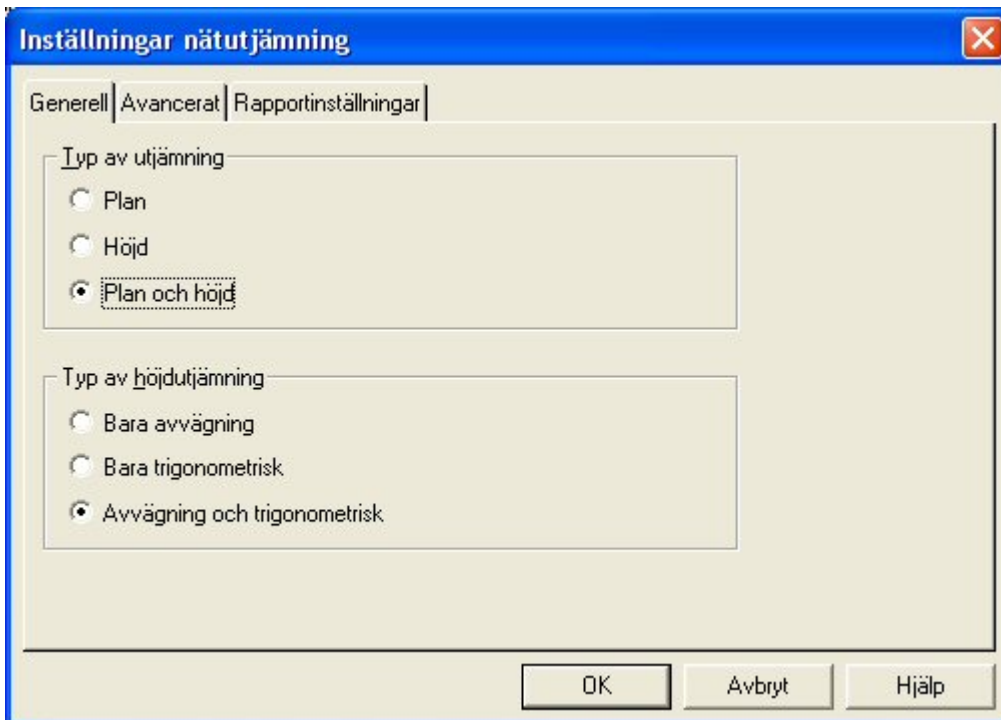 Inställningar nätutjämning
Generell Avancerat Rapportinställningar
Typ av utjämning
Plan
Höjd
Plan och höjd
Typ av höjdutjämning
Bara avvägning
Bara trigonometrisk
Avvägning och trigonometrisk
OK Avbryt Hjälp